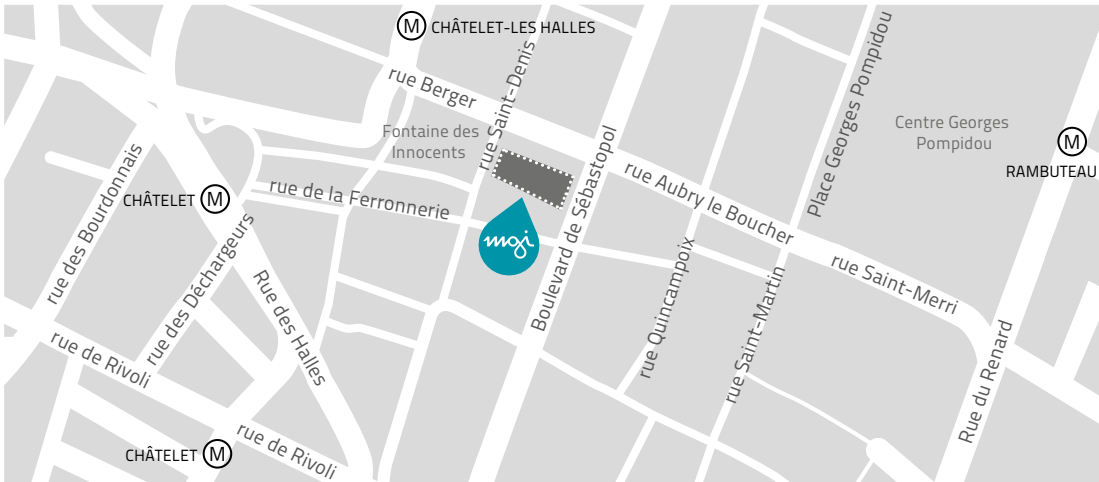 M CHÂTELET-LES HALLES
rue Berger
rue Saint-Denis
Fontaine des
Innocents
Place Georges Pompidou
Centre Georges
Pompidou
M
RAMBUTEAU
rue des Bourdonnais
CHÂTELET M
rue de la Ferronnerie
moji
Boulevard de Sébastopol
rue Aubry le Boucher
rue Saint-Merri
rue des Déchargeurs
Rue des Halles
rue Quincampoix
rue Saint-Martin
Rue du Renard
rue de Rivoli
rue de Rivoli
CHÂTELET M